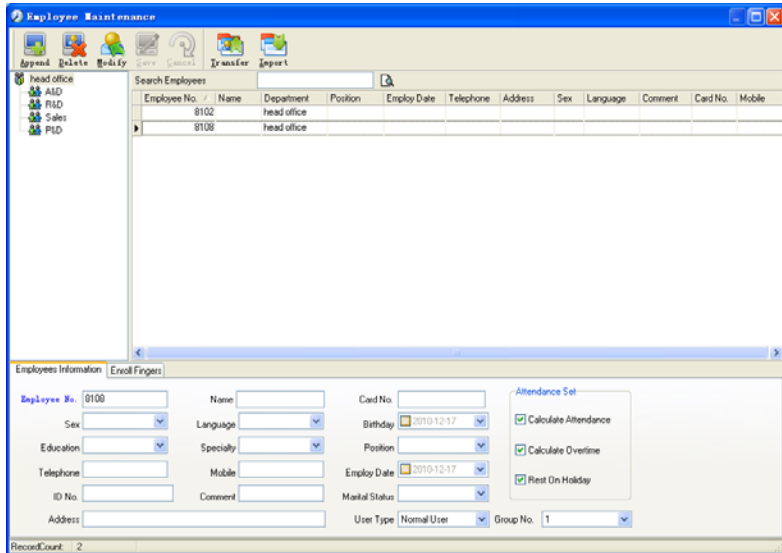 Employee Maintenance
Append Delete Modify Save Cancel Transfer Import
head office
A&D
R&D
Sales
P&D
Search Employees
Employee No. Name Department Position Employ Date Telephone Address Sex Language Comment Card No. Mobile
8102 head office
8108 head office
Employees Information Enroll Fingers
Employee No. 8108 Name Card No. Attendance Set
Sex Language Birthday 2010-12-17 Calculate Attendance
Education Specialty Position Calculate Overtime
Telephone Mobile Employ Date 2010-12-17 Rest On Holiday
ID No. Comment Marital Status
Address User Type Normal User Group No. 1
RecordCount: 2